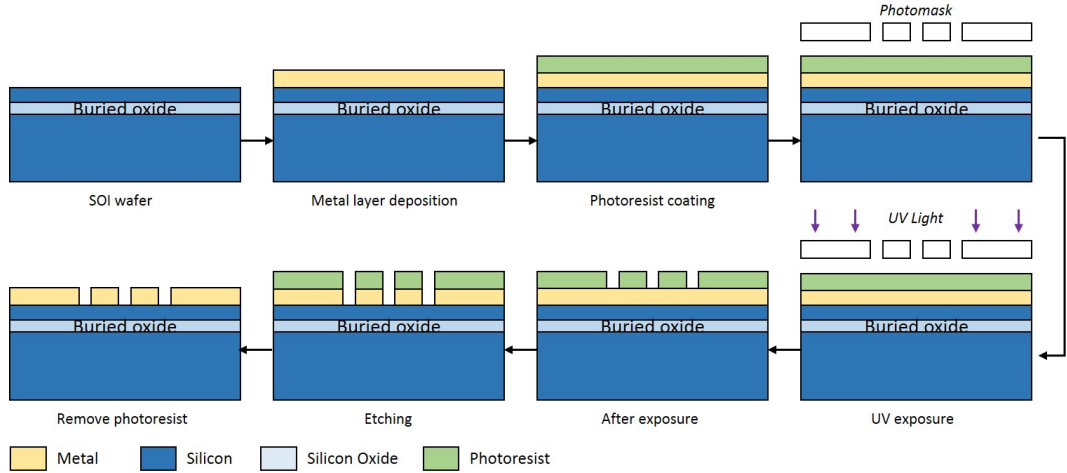 Photomask
Buried oxide
Buried oxide
Buried oxide
Buried oxide
SOI wafer
Metal layer deposition
Photoresist coating
UV Light
Buried oxide
Buried oxide
Buried oxide
Buried oxide
Remove photoresist
Etching
After exposure
UV exposure
Metal
Silicon
Silicon Oxide
Photoresist